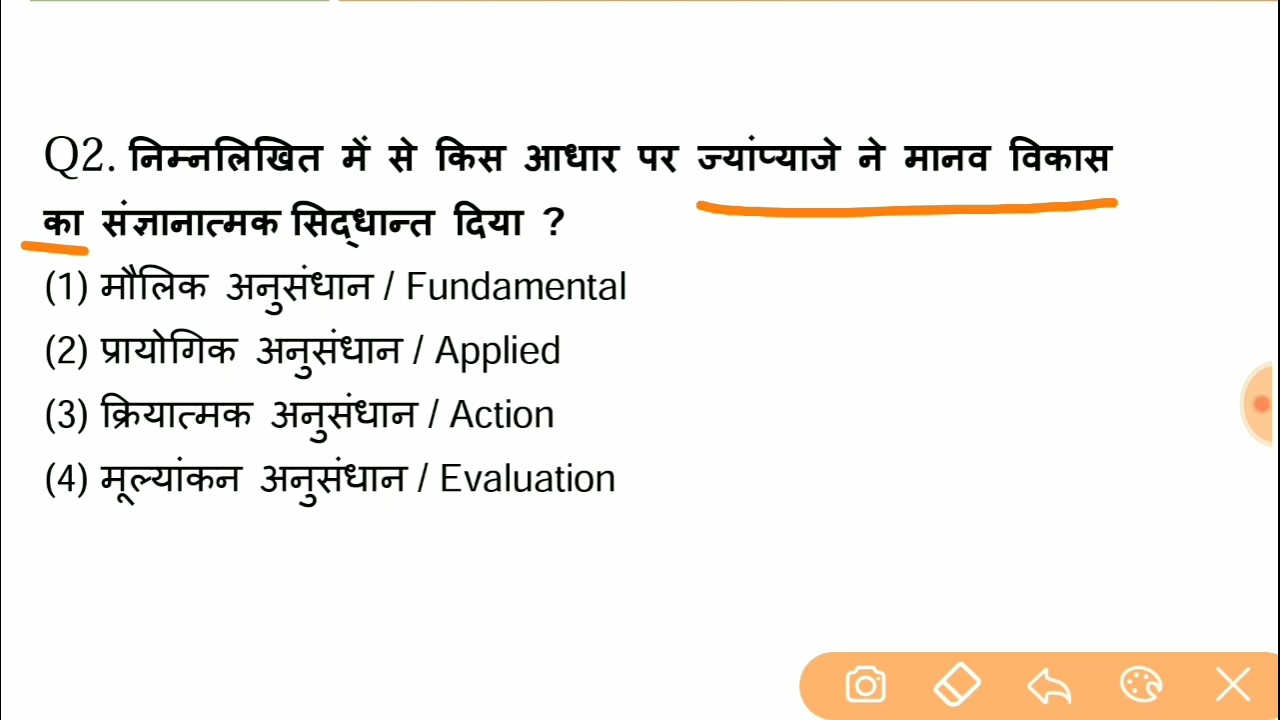 Q2. निम्नलिखित में से किस आधार पर ज्यांप्याजे ने मानव विकास
का संज्ञानात्मक सिद्धान्त दिया ?
(1) मौलिक अनुसंधान / Fundamental
(2) प्रायोगिक अनुसंधान / Applied
(3) क्रियात्मक अनुसंधान / Action
(4) मूल्यांकन अनुसंधान / Evaluation